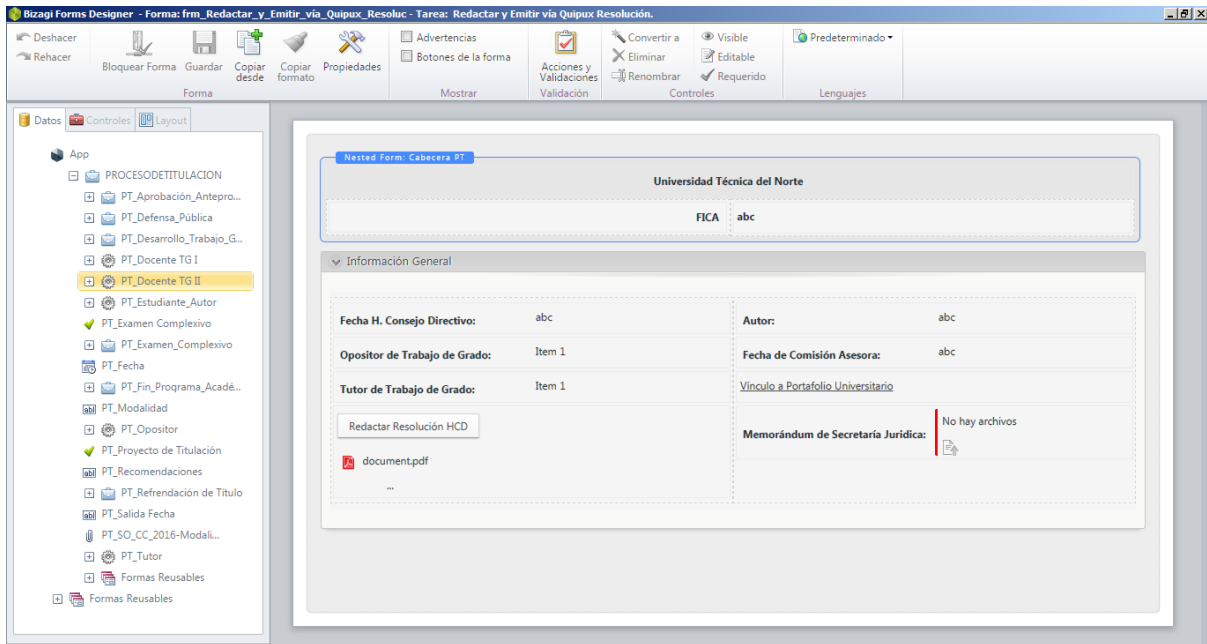 Bizagi Forms Designer - Forma: frm_Redactar_y_Emitir_vía_Quipux_Resoluc - Tarea: Redactar y Emitir vía Quipux Resolución.
Deshacer
Rehacer
Bloquear Forma
Guardar
Copiar desde
Forma
Copiar formato
Propiedades
Advertencias
Botones de la forma
Mostrar
Acciones y Validaciones
Validación
Convertir a
Eliminar
Renombrar
Visible
Editable
Requerido
Controles
Predeterminado
Lenguajes
Datos Controles Layout
App
PROCESODETITULACION
PT_Aprobación_Antepro...
PT_Defensa_Pública
PT_Desarrollo_Trabajo_G...
PT_Docente TG I
PT_Docente TG II
PT_Estudiante_Autor
PT_Examen Complexivo
PT_Examen_Complexivo
PT_Fecha
PT_Fin_Programa_Acadé...
PT_Modalidad
PT_Opositor
PT_Proyecto de Titulación
PT_Recomendaciones
PT_Refrendación de Título
PT_Salida Fecha
PT_SO_CC_2016-Modali...
PT_Tutor
Formas Reusables
Formas Reusables
Nested Form: Cabecera PT
Universidad Técnica del Norte
FICA abc
Información General
Fecha H. Consejo Directivo: abc
Autor: abc
Opositor de Trabajo de Grado: Item 1
Fecha de Comisión Asesora: abc
Tutor de Trabajo de Grado: Item 1
Vínculo a Portafolio Universitario
Redactar Resolución HCD
document.pdf
...
Memorándum de Secretaría Juridica: No hay archivos